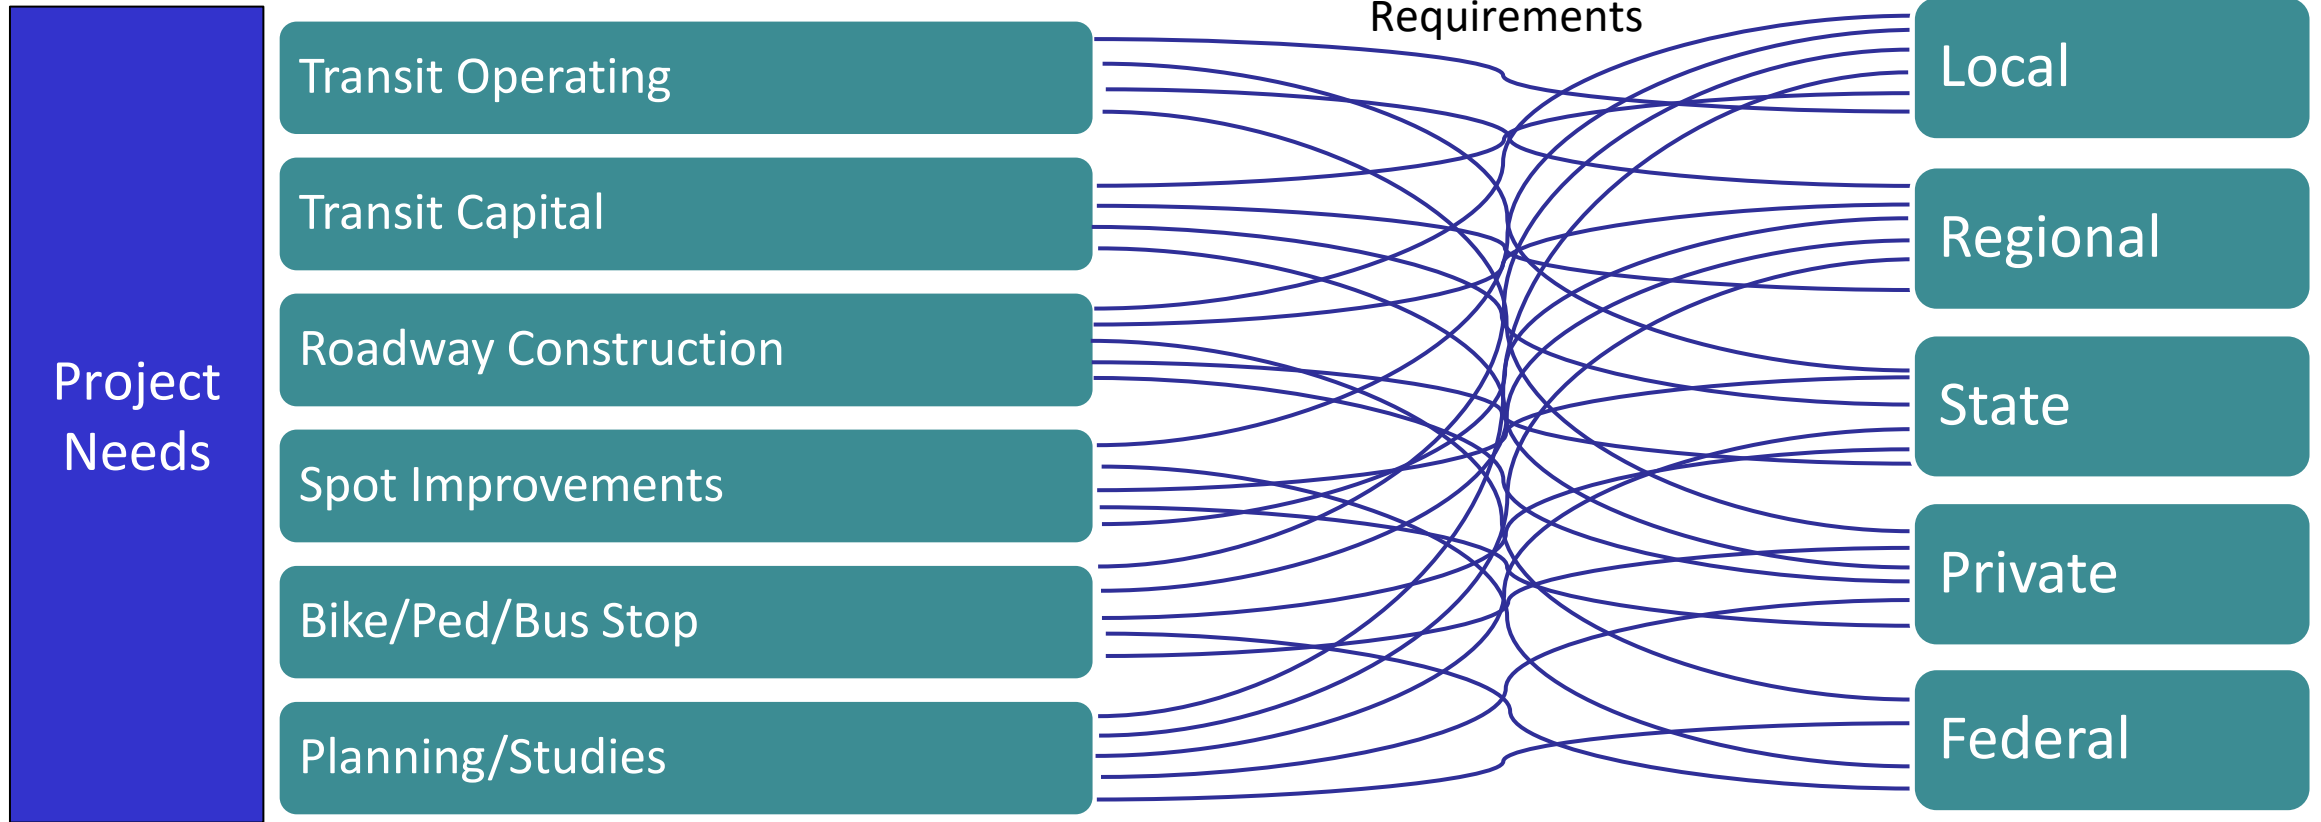 Requirements
Project
Needs
Transit Operating
Transit Capital
Roadway Construction
Spot Improvements
Bike/Ped/Bus Stop
Planning/Studies
Local
Regional
State
Private
Federal